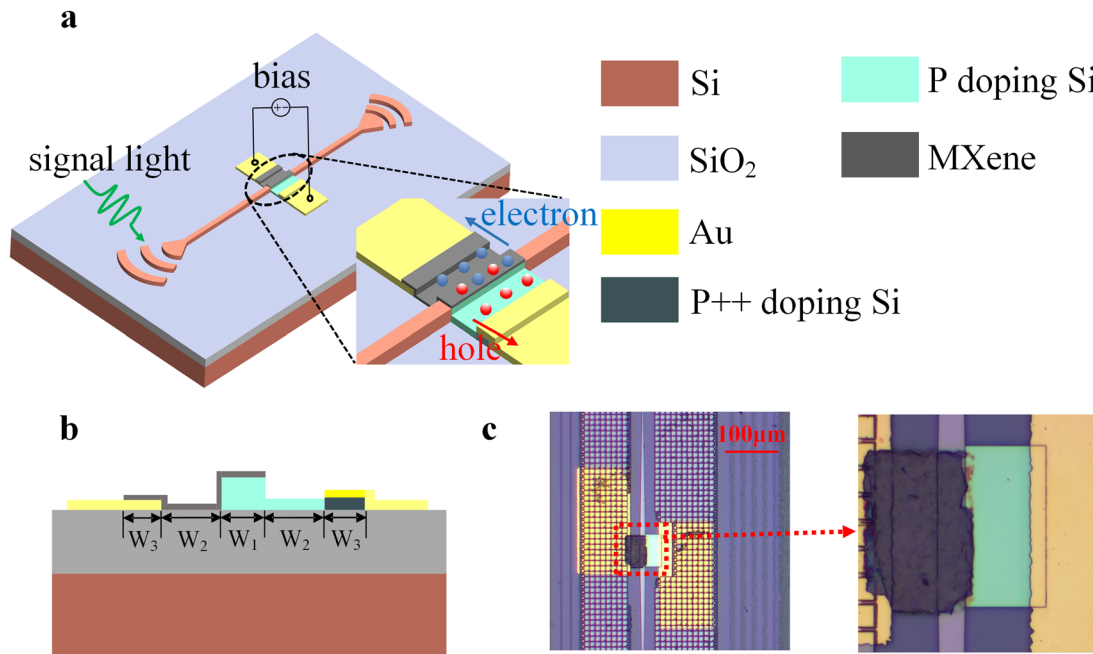 a
bias
signal light
electron
hole
Si
SiO₂
Au
P++ doping Si
P doping Si
MXene
b
W₃ W₂ W₁ W₂ W₃
c
100μm